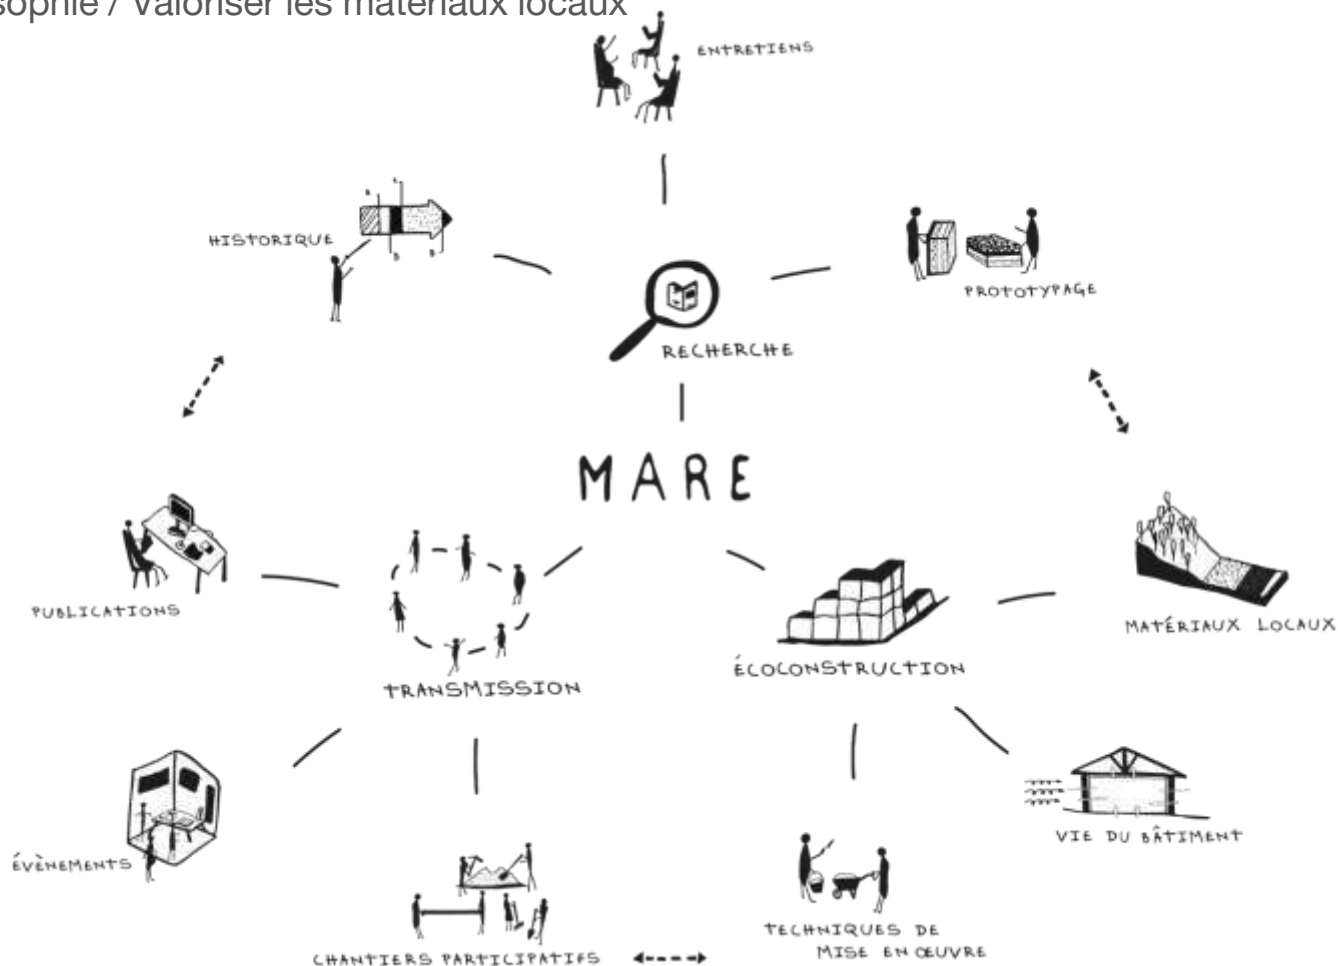 sophie / Valoriser les matériaux locaux
ENTRETIENS
HISTORIQUE
PROTOTYPAGE
RECHERCHE
MARE
PUBLICATIONS
MATÉRIAUX LOCAUX
TRANSMISSION
ÉCOCONSTRUCTION
VIE DU BÂTIMENT
ÉVÈNEMENTS
TECHNIQUES DE
MISE EN ŒUVRE
CHANTIERS PARTICIPATIFS